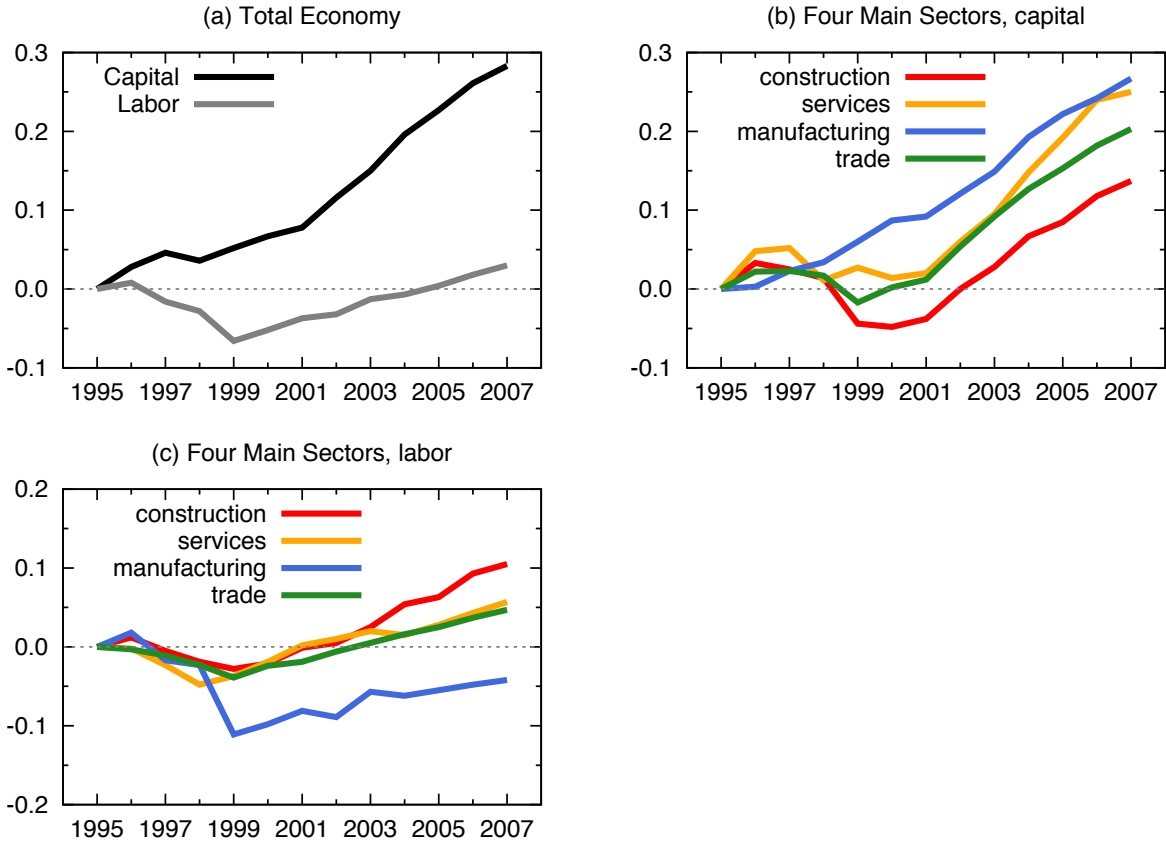 (a) Total Economy
0.3
0.2
0.1
0.0
-0.1
Capital
Labor
1995 1997 1999 2001 2003 2005 2007
(b) Four Main Sectors, capital
0.3
0.2
0.1
0.0
-0.1
construction
services
manufacturing
trade
1995 1997 1999 2001 2003 2005 2007
(c) Four Main Sectors, labor
0.2
0.1
0.0
-0.1
-0.2
construction
services
manufacturing
trade
1995 1997 1999 2001 2003 2005 2007